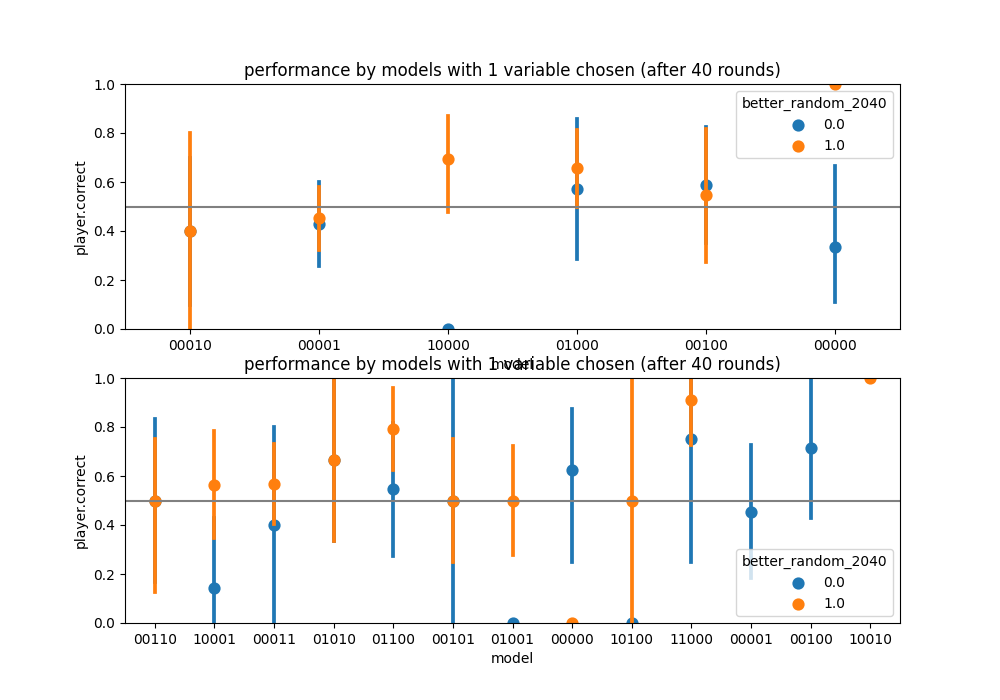 performance by models with 1 variable chosen (after 40 rounds)
1.0
0.8
0.6
0.4
0.2
0.0
player.correct
better_random_2040
0.0
1.0
00010 00001 10000 01000 00100 00000
model
performance by models with 1 variable chosen (after 40 rounds)
1.0
0.8
0.6
0.4
0.2
0.0
player.correct
better_random_2040
0.0
1.0
00110 10001 00011 01010 01100 00101 01001 00000 10100 11000 00001 00100 10010
model